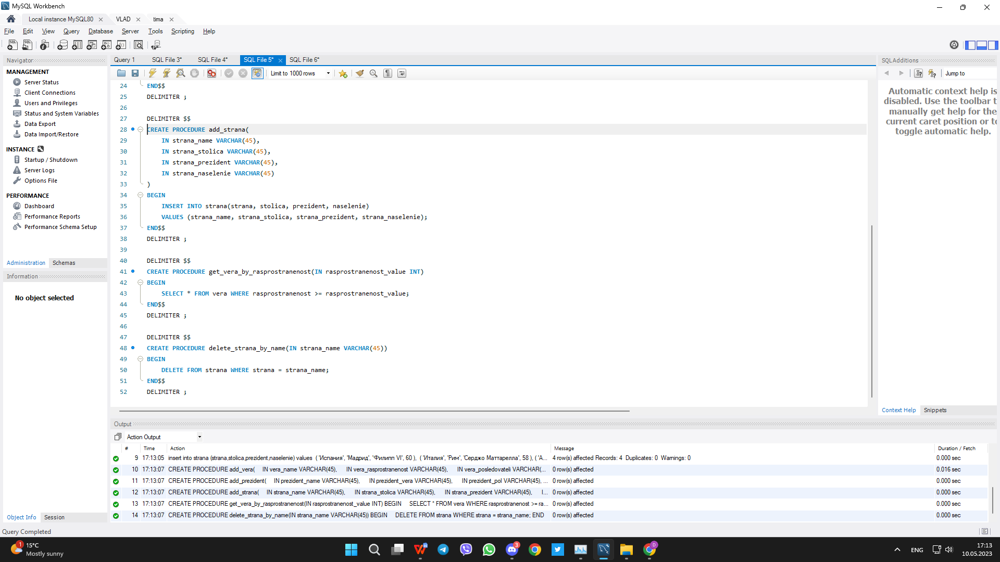 MySQL Workbench
Local instance MySQL80
VLAD
tima
File Edit View Query Database Server Tools Scripting Help
Navigator
MANAGEMENT
Server Status
Client Connections
Users and Privileges
Status and System Variables
Data Export
Data Import/Restore
INSTANCE
Startup / Shutdown
Server Logs
Options File
PERFORMANCE
Dashboard
Performance Reports
Performance Schema Setup
Administration Schemas
Information
No object selected
Object Info Session
Query 1 SQL File 3* SQL File 4* SQL File 5* SQL File 6*
Limit to 1000 rows
24 END$$
25 DELIMITER ;
26
27 DELIMITER $$
28 CREATE PROCEDURE add_strana(
29 IN strana_name VARCHAR(45),
30 IN strana_stolica VARCHAR(45),
31 IN strana_prezident VARCHAR(45),
32 IN strana_naselenie VARCHAR(45)
33 )
34 BEGIN
35 INSERT INTO strana(strana, stolica, prezident, naselenie)
36 VALUES (strana_name, strana_stolica, strana_prezident, strana_naselenie);
37 END$$
38 DELIMITER ;
39
40 DELIMITER $$
41 CREATE PROCEDURE get_vera_by_rasprostranenost(IN rasprostranenost_value INT)
42 BEGIN
43 SELECT * FROM vera WHERE rasprostranenost >= rasprostranenost_value;
44 END$$
45 DELIMITER ;
46
47 DELIMITER $$
48 CREATE PROCEDURE delete_strana_by_name(IN strana_name VARCHAR(45))
49 BEGIN
50 DELETE FROM strana WHERE strana = strana_name;
51 END$$
52 DELIMITER ;
SQLAdditions
Jump to
Automatic context help is
disabled. Use the toolbar t
manually get help for the
current caret position or to
toggle automatic help.
Context Help Snippets
Output
Action Output
# Time Action Message Duration / Fetch
9 17:13:05 insert into strana (strana,stolica,prezident,naselenie) values ( 'Испания', 'Мадрид', 'Филипп VI', 60 ), ( 'Италия', 'Рим', 'Серджо Маттарелла', 58 ), ( 'А... 4 row(s) affected Records: 4 Duplicates: 0 Warnings: 0 0.000 sec
10 17:13:07 CREATE PROCEDURE add_vera( IN vera_name VARCHAR(45), IN vera_rasprostranenost VARCHAR(45), IN vera_posledovateli VARCHAR(... 0 row(s) affected 0.016 sec
11 17:13:07 CREATE PROCEDURE add_prezident( IN prezident_name VARCHAR(45), IN prezident_vera VARCHAR(45), IN prezident_pol VARCHAR(45), ... 0 row(s) affected 0.000 sec
12 17:13:07 CREATE PROCEDURE add_strana( IN strana_name VARCHAR(45), IN strana_stolica VARCHAR(45), IN strana_prezident VARCHAR(45), I... 0 row(s) affected 0.000 sec
13 17:13:07 CREATE PROCEDURE get_vera_by_rasprostranenost(IN rasprostranenost_value INT) BEGIN SELECT * FROM vera WHERE rasprostranenost >= ra... 0 row(s) affected 0.000 sec
14 17:13:07 CREATE PROCEDURE delete_strana_by_name(IN strana_name VARCHAR(45)) BEGIN DELETE FROM strana WHERE strana = strana_name; END 0 row(s) affected 0.000 sec
Query Completed
1
15°C
Mostly sunny
3
D
ENG
17:13
10.05.2023